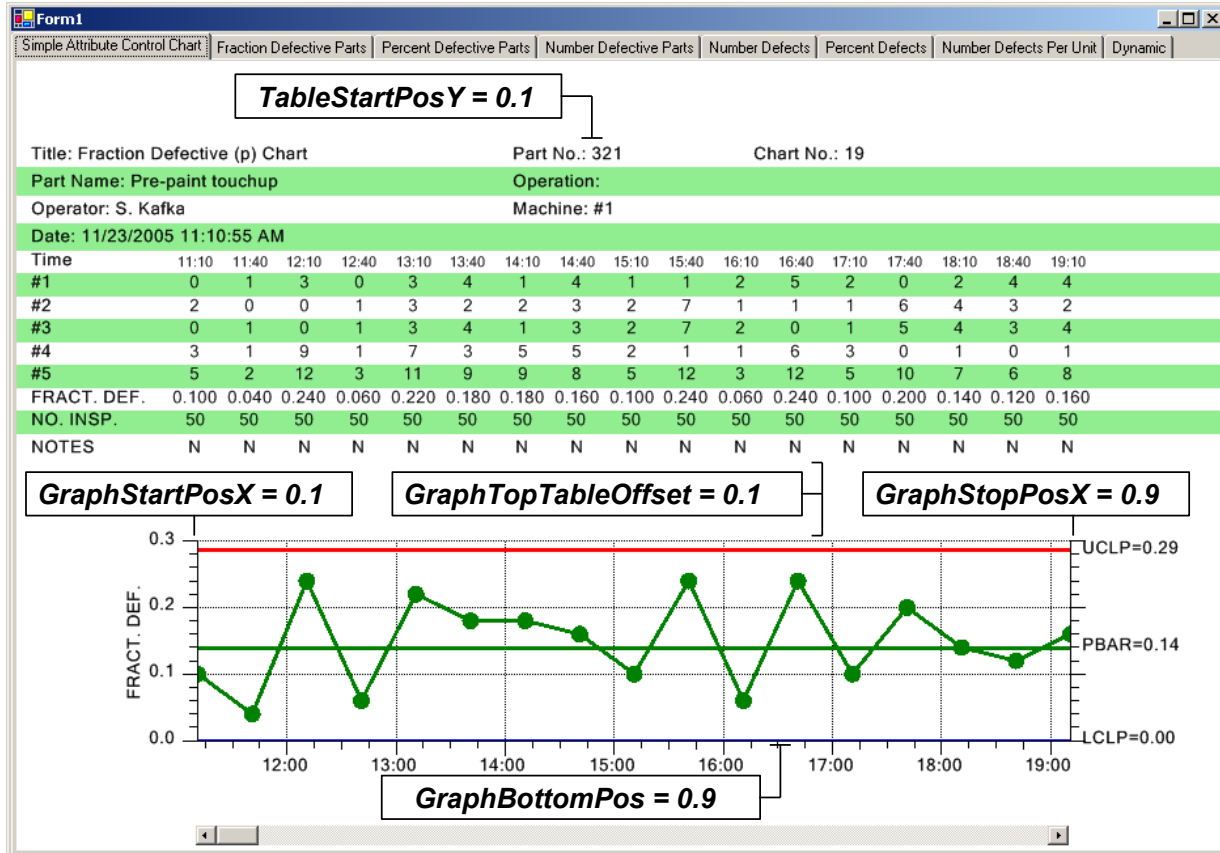 Form1
Simple Attribute Control Chart Fraction Defective Parts Percent Defective Parts Number Defective Parts Number Defects Percent Defects Number Defects Per Unit Dynamic
TableStartPosY = 0.1
Title: Fraction Defective (p) Chart Part No.: 321 Chart No.: 19
Part Name: Pre-paint touchup Operation:
Operator: S. Kafka Machine: #1
Date: 11/23/2005 11:10:55 AM
Time 11:10 11:40 12:10 12:40 13:10 13:40 14:10 14:40 15:10 15:40 16:10 16:40 17:10 17:40 18:10 18:40 19:10
#1 0 1 3 0 3 4 1 4 1 1 2 5 2 0 2 4 4
#2 2 0 0 1 3 2 2 3 2 7 1 1 1 6 4 3 2
#3 0 1 0 1 3 4 1 3 2 7 2 0 1 5 4 3 4
#4 3 1 9 1 7 3 5 5 2 1 1 6 3 0 1 0 1
#5 5 2 12 3 11 9 9 8 5 12 3 12 5 10 7 6 8
FRACT. DEF. 0.100 0.040 0.240 0.060 0.220 0.180 0.180 0.160 0.100 0.240 0.060 0.240 0.100 0.200 0.140 0.120 0.160
NO. INSP. 50 50 50 50 50 50 50 50 50 50 50 50 50 50 50 50 50
NOTES N N N N N N N N N N N N N N N N N
GraphStartPosX = 0.1 GraphTopTableOffset = 0.1 GraphStopPosX = 0.9
0.3
UCLP=0.29
0.2
FRACT. DEF.
PBAR=0.14
0.1
0.0
LCLP=0.00
12:00 13:00 14:00 15:00 16:00 17:00 18:00 19:00
GraphBottomPos = 0.9